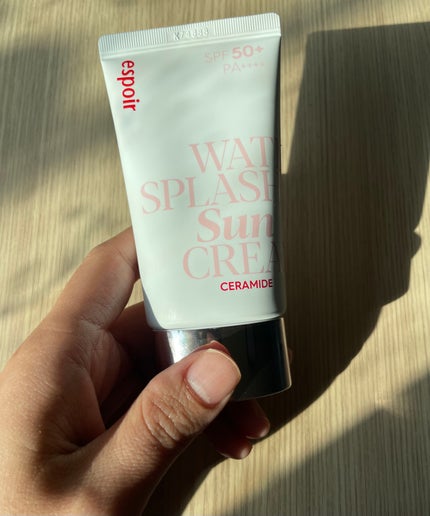 SPF 50+
PA++++
espoir
WAT
SPLASH
Sun
CREA
CERAMIDE